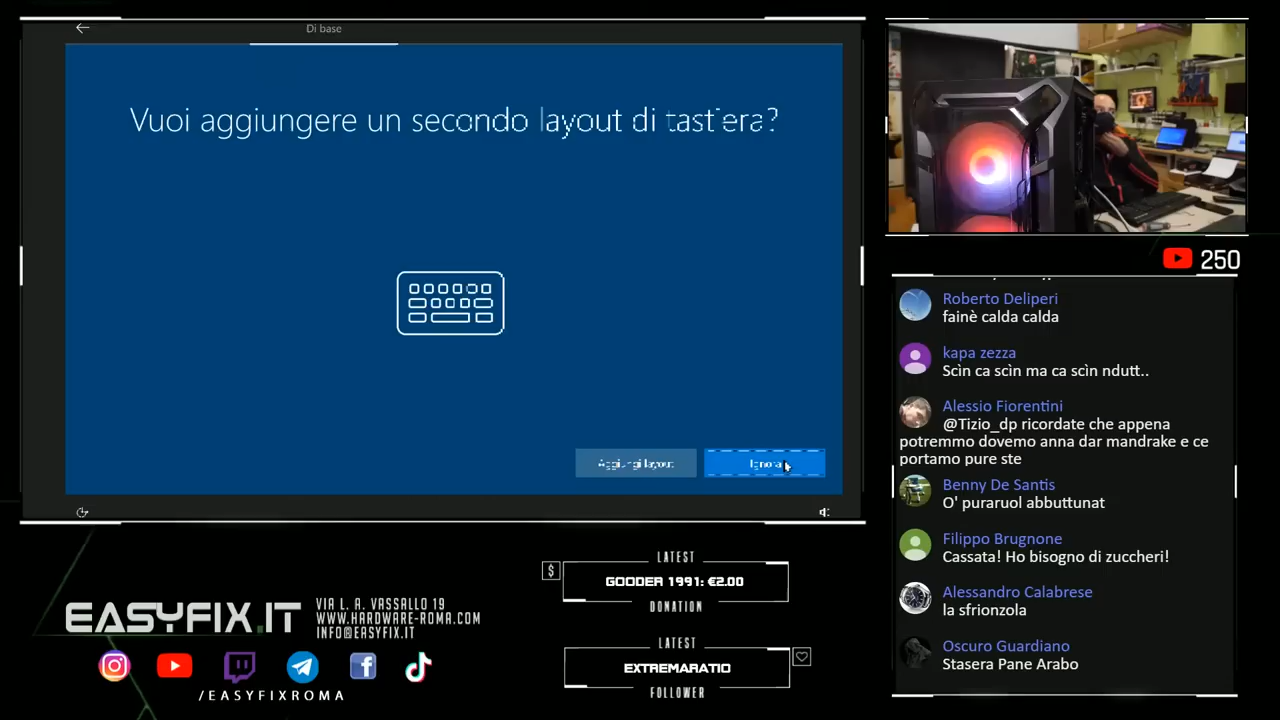 Di base
Vuoi aggiungere un secondo layout di tastiera?
Aggiungi layout
Ignora
250
Roberto Deliperi
fainè calda calda
kapa zezza
Scìn ca scìn ma ca scìn ndutt..
Alessio Fiorentini
@Tizio_dp ricordate che appena
potremmo dovemo anna dar mandrake e ce
portamo pure ste
Benny De Santis
O' puraruol abbuttunat
Filippo Brugnone
Cassata! Ho bisogno di zuccheri!
Alessandro Calabrese
la sfrionzola
Oscuro Guardiano
Stasera Pane Arabo
EASYFIX.IT
VIA L. A. VASSALLO 19
WWW.HARDWARE-ROMA.COM
INFO@EASYFIX.IT
/EASYFIXROMA
LATEST
$
GOODER 1991: €2.00
DONATION
LATEST
EXTREMARATIO
FOLLOWER